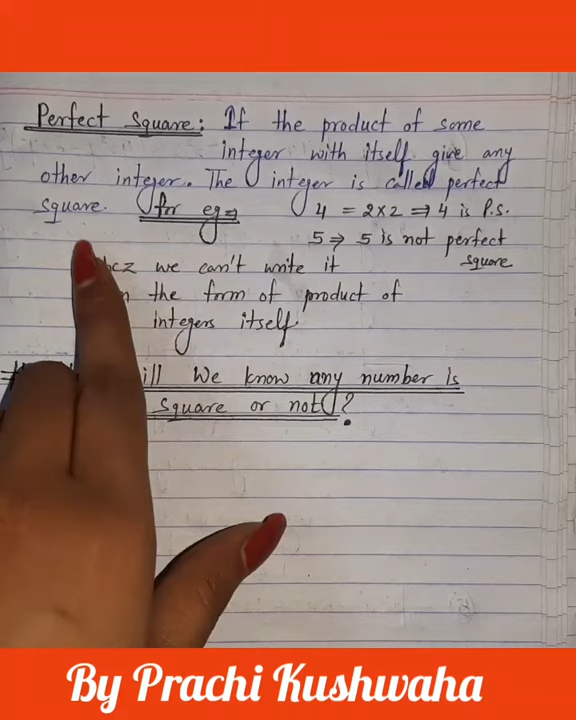 Perfect Square: If the product of some
integer with itself give any
other integer. The integer is called perfect
square. for eg⇒ 4 = 2×2 ⇒ 4 is P.S.
5 ⇒ 5 is not perfect
square
bcz we can't write it
the form of product of
integers itself
ill We know any number is
square or not?
By Prachi Kushwaha